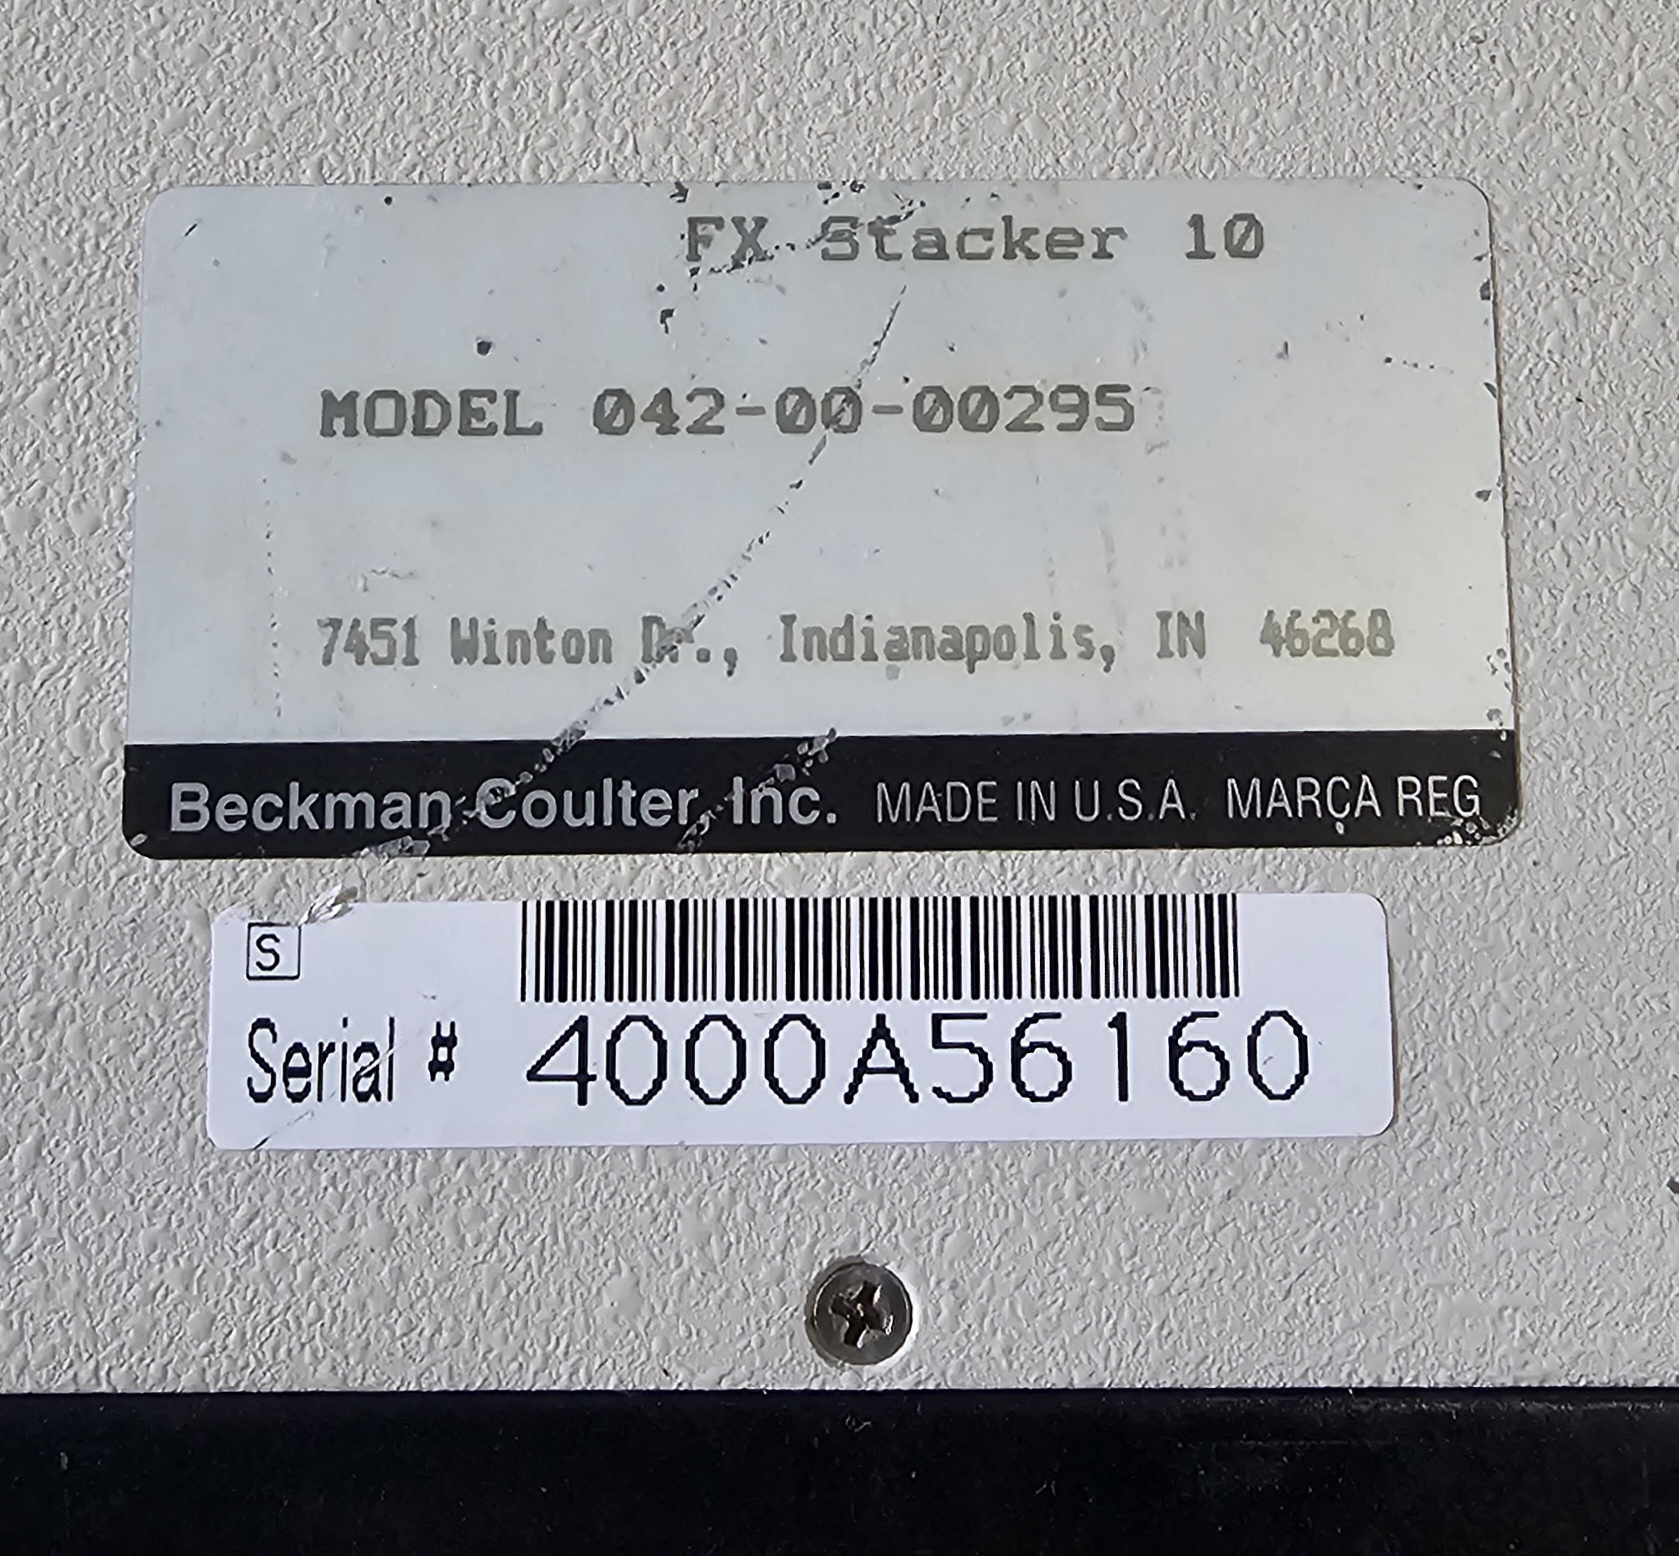 FX Stacker 10
MODEL 042-00-00295
7451 Winton Dr., Indianapolis, IN 46268
Beckman Coulter, Inc. MADE IN U.S.A. MARCA REG
S
Serial # 4000A56160